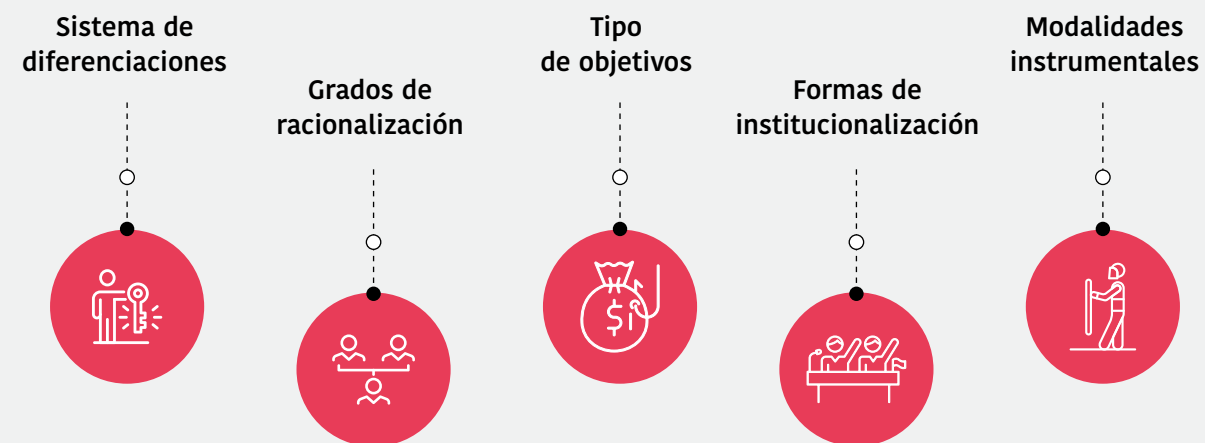 Sistema de
diferenciaciones
Grados de
racionalización
Tipo
de objetivos
Formas de
institucionalización
Modalidades
instrumentales
$i